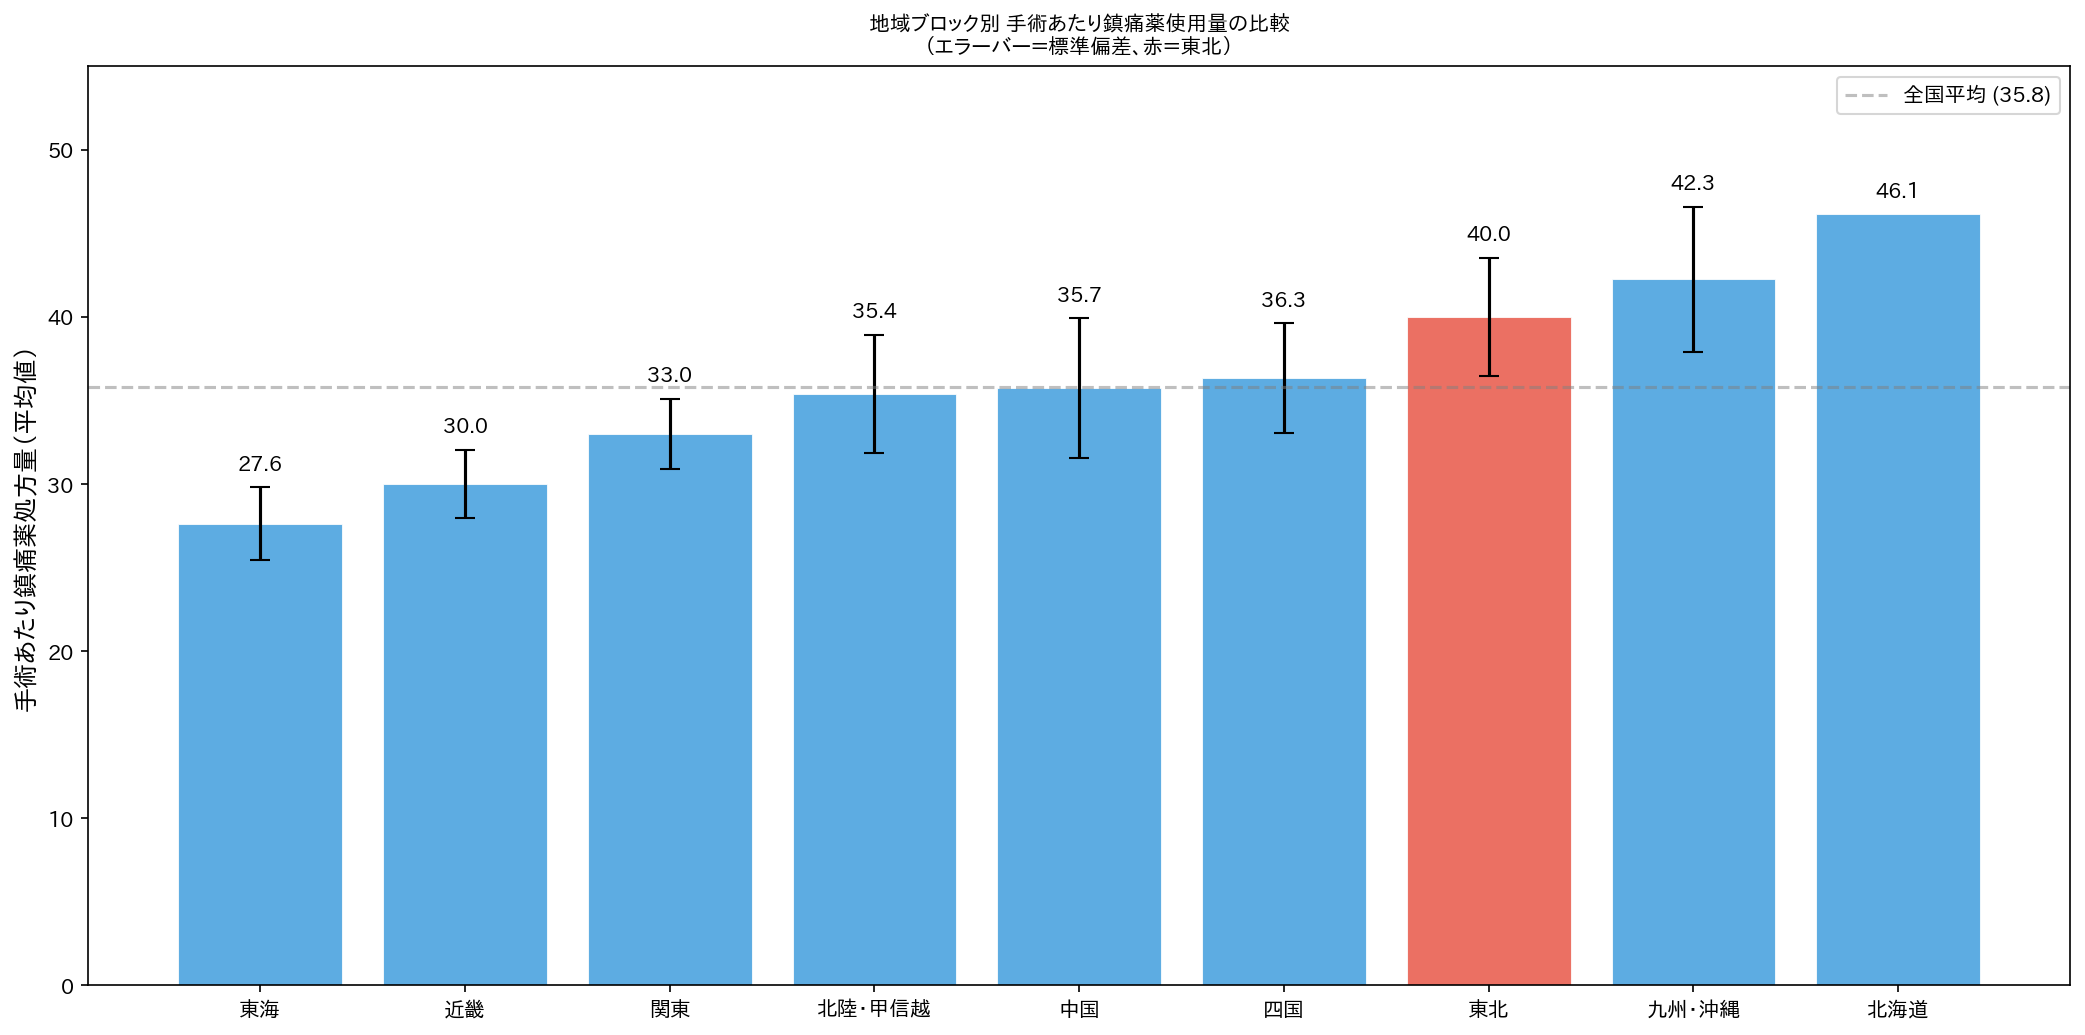 地域ブロック別 手術あたり鎮痛薬使用量の比較
（エラーバー＝標準偏差、赤＝東北）
全国平均 (35.8)
手術あたり鎮痛薬処方量（平均値）
50
40
30
20
10
0
27.6
30.0
33.0
35.4
35.7
36.3
40.0
42.3
46.1
東海
近畿
関東
北陸・甲信越
中国
四国
東北
九州・沖縄
北海道